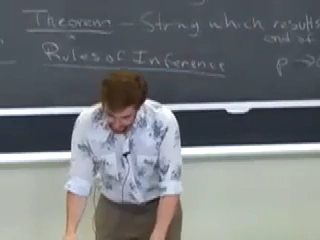 Theorem – String which results
end of
Rules of Inference
p →